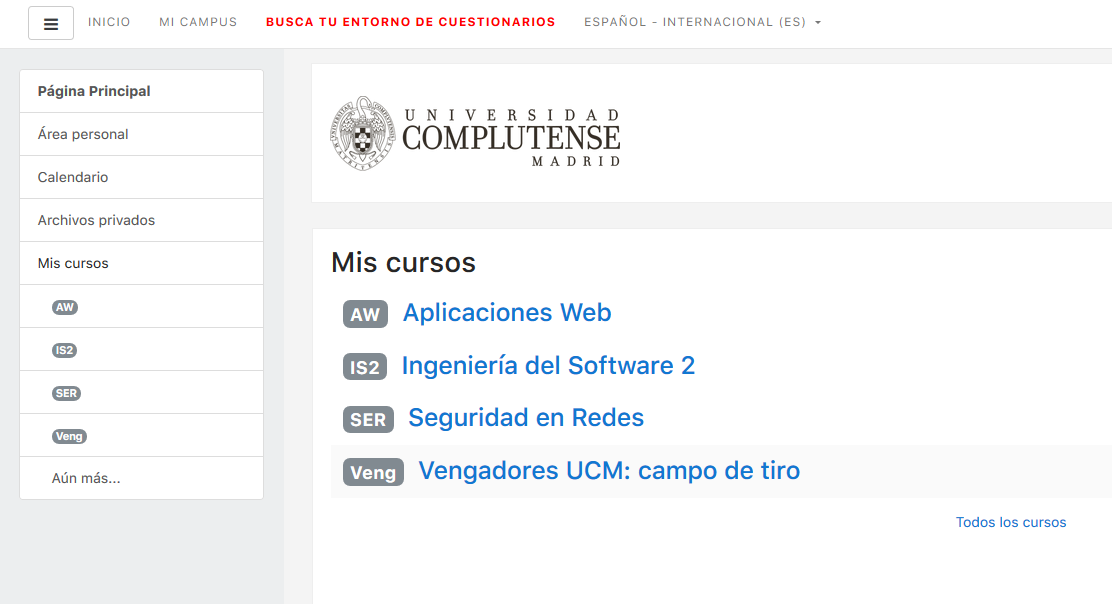 INICIO MI CAMPUS BUSCA TU ENTORNO DE CUESTIONARIOS ESPAÑOL - INTERNACIONAL (ES)
Página Principal
Área personal
Calendario
Archivos privados
Mis cursos
AW
IS2
SER
Veng
Aún más...
UNIVERSIDAD
COMPLUTENSE
MADRID
Mis cursos
AW Aplicaciones Web
IS2 Ingeniería del Software 2
SER Seguridad en Redes
Veng Vengadores UCM: campo de tiro
Todos los cursos